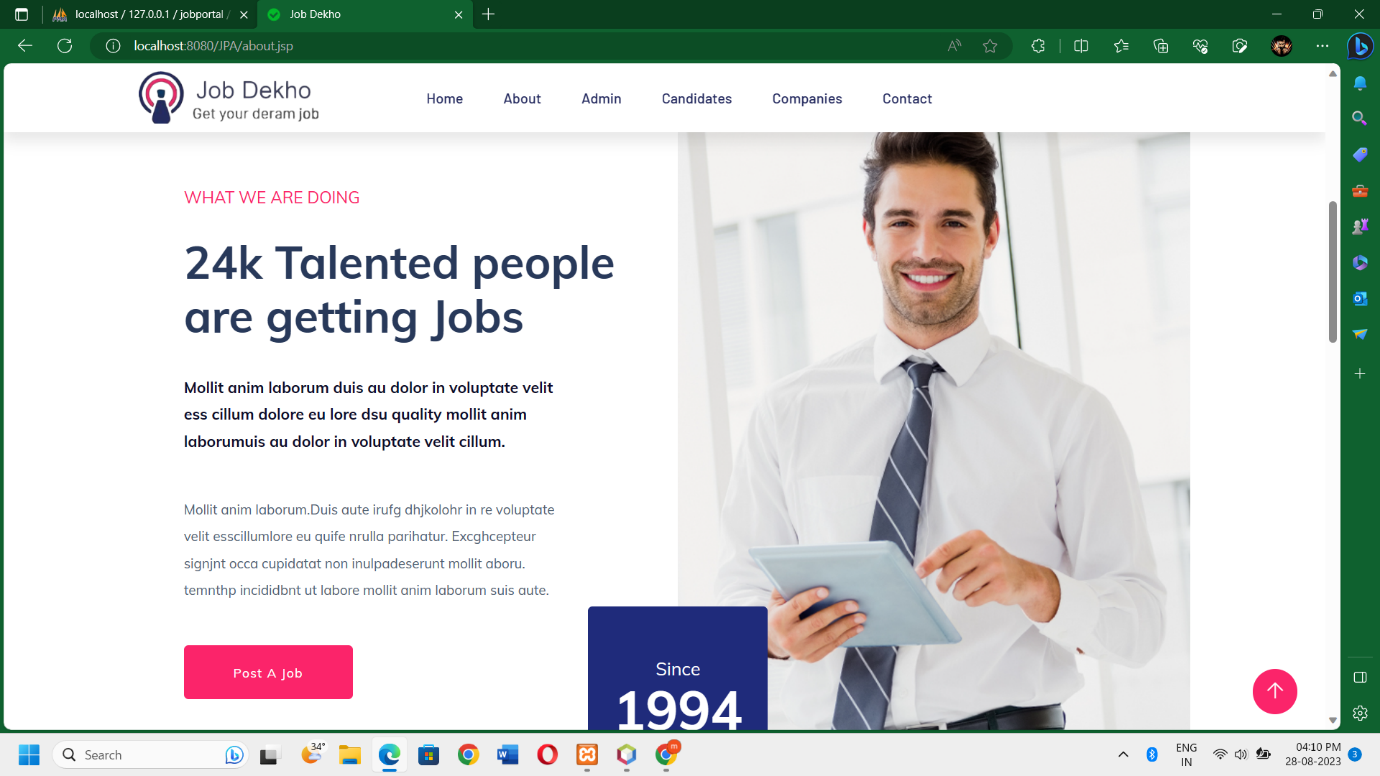 localhost / 127.0.0.1 / jobportal /
Job Dekho
localhost:8080/JPA/about.jsp
Job Dekho
Get your deram job
Home About Admin Candidates Companies Contact
WHAT WE ARE DOING
24k Talented people
are getting Jobs
Mollit anim laborum duis au dolor in voluptate velit
ess cillum dolore eu lore dsu quality mollit anim
laborumuis au dolor in voluptate velit cillum.
Mollit anim laborum.Duis aute irufg dhjkolohr in re voluptate
velit esscillumlore eu quife nrulla parihatur. Excghcepteur
signjnt occa cupidatat non inulpadeserunt mollit aboru.
temnthp incididbnt ut labore mollit anim laborum suis aute.
Post A Job
Since
1994
Search
34°
ENG
IN
04:10 PM
28-08-2023
3